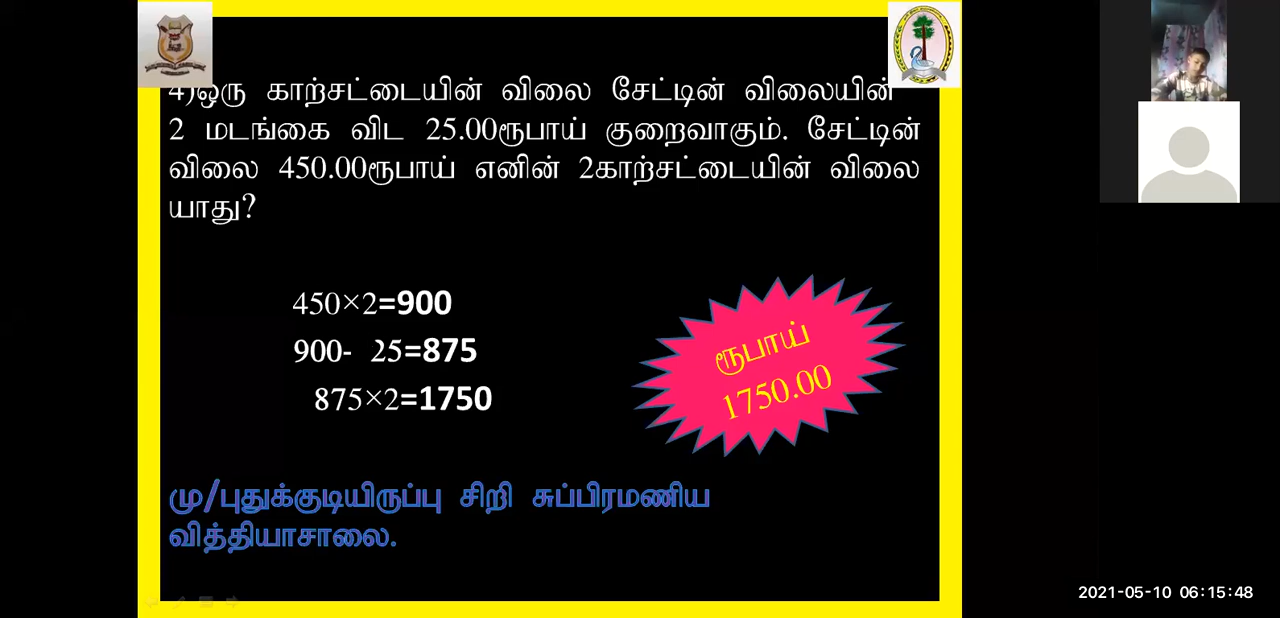 4)ஒரு காற்சட்டையின் விலை சேட்டின் விலையின்
2 மடங்கை விட 25.00ரூபாய் குறைவாகும். சேட்டின்
விலை 450.00ரூபாய் எனின் 2காற்சட்டையின் விலை
யாது?
450×2=900
900- 25=875
875×2=1750
ரூபாய்
1750.00
மு/புதுக்குடியிருப்பு சிறி சுப்பிரமணிய
வித்தியாசாலை.
2021-05-10 06:15:48